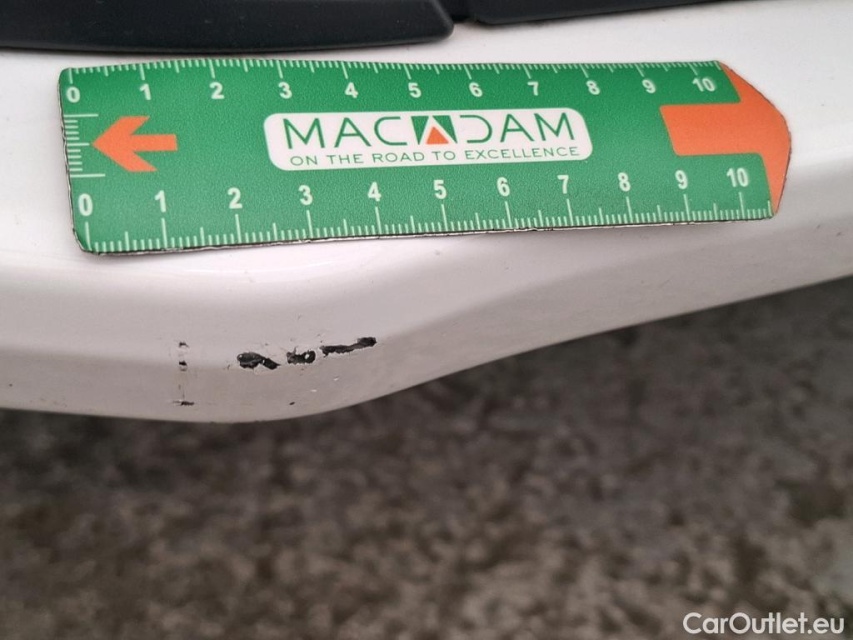 0 1 2 3 4 5 6 7 8 9 10
MACADAM
ON THE ROAD TO EXCELLENCE
0 1 2 3 4 5 6 7 8 9 10
CarOutlet.eu